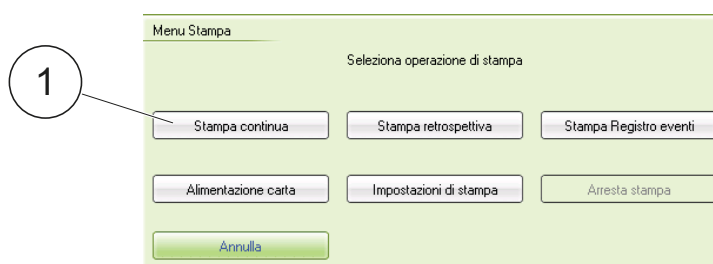 Menu Stampa
Seleziona operazione di stampa
1
Stampa continua
Stampa retrospettiva
Stampa Registro eventi
Alimentazione carta
Impostazioni di stampa
Arresta stampa
Annulla